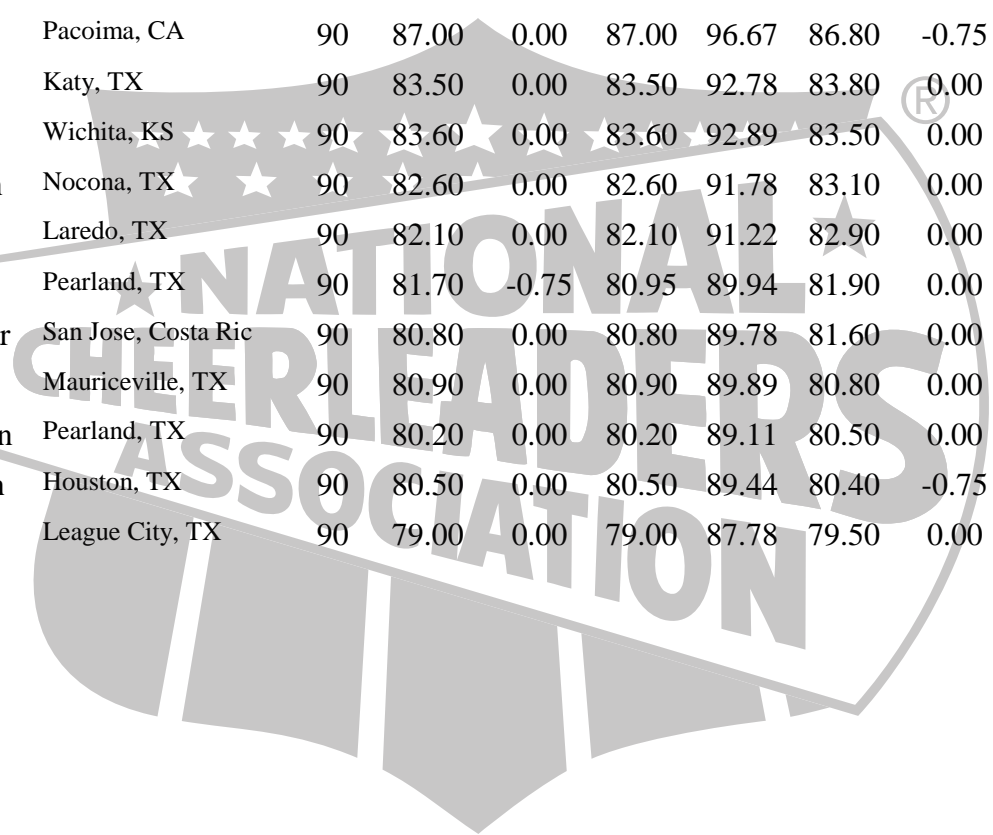 Pacoima, CA 90 87.00 0.00 87.00 96.67 86.80 -0.75
Katy, TX 90 83.50 0.00 83.50 92.78 83.80 0.00
®
Wichita, KS 90 83.60 0.00 83.60 92.89 83.50 0.00
n Nocona, TX 90 82.60 0.00 82.60 91.78 83.10 0.00
Laredo, TX 90 82.10 0.00 82.10 91.22 82.90 0.00
Pearland, TX 90 81.70 -0.75 80.95 89.94 81.90 0.00
r San Jose, Costa Ric 90 80.80 0.00 80.80 89.78 81.60 0.00
Mauriceville, TX 90 80.90 0.00 80.90 89.89 80.80 0.00
n Pearland, TX 90 80.20 0.00 80.20 89.11 80.50 0.00
n Houston, TX 90 80.50 0.00 80.50 89.44 80.40 -0.75
League City, TX 90 79.00 0.00 79.00 87.78 79.50 0.00
NATIONAL
CHEERLEADERS
ASSOCIATION